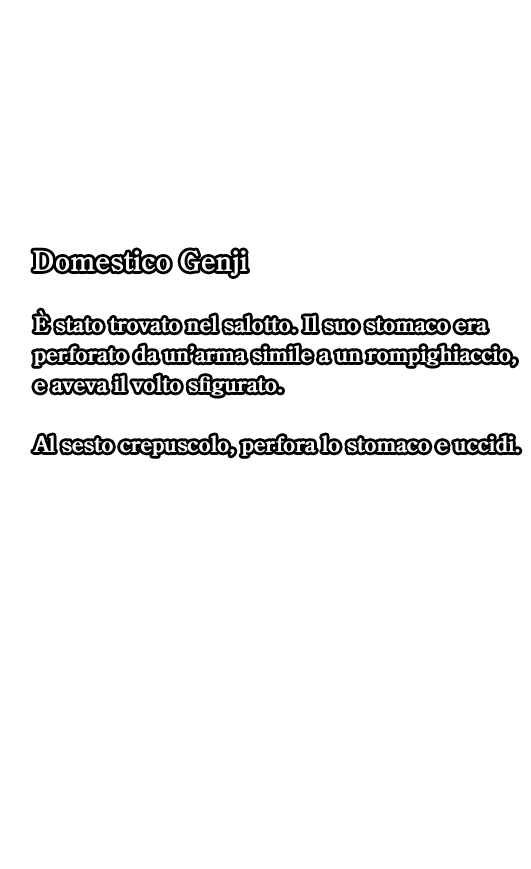 Domestico Genji
È stato trovato nel salotto. Il suo stomaco era
perforato da un'arma simile a un rompighiaccio,
e aveva il volto sfigurato.
Al sesto crepuscolo, perfora lo stomaco e uccidi.